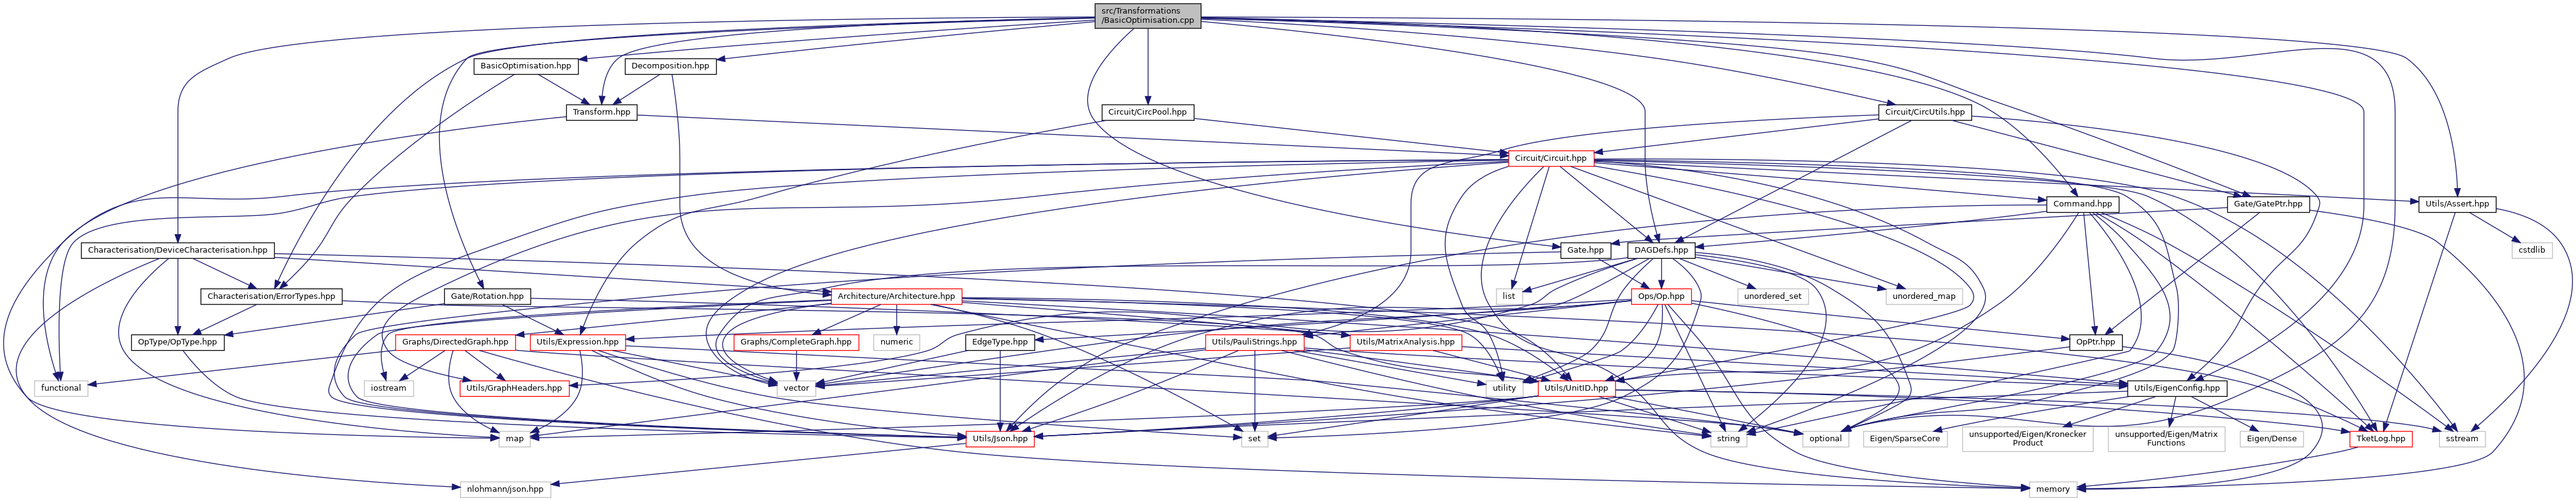 src/Transformations
/BasicOptimisation.cpp
BasicOptimisation.hpp
Decomposition.hpp
Transform.hpp
Circuit/CircPool.hpp
Circuit/CircUtils.hpp
Circuit/Circuit.hpp
Command.hpp
Gate/GatePtr.hpp
Utils/Assert.hpp
Characterisation/DeviceCharacterisation.hpp
Gate.hpp
DAGDefs.hpp
cstdlib
Characterisation/ErrorTypes.hpp
Gate/Rotation.hpp
Architecture/Architecture.hpp
list
Ops/Op.hpp
unordered_set
unordered_map
OpType/OpType.hpp
Graphs/DirectedGraph.hpp
Utils/Expression.hpp
Graphs/CompleteGraph.hpp
numeric
EdgeType.hpp
Utils/PauliStrings.hpp
Utils/MatrixAnalysis.hpp
OpPtr.hpp
functional
iostream
Utils/GraphHeaders.hpp
vector
utility
Utils/UnitID.hpp
Utils/EigenConfig.hpp
map
Utils/Json.hpp
set
string
optional
Eigen/SparseCore
unsupported/Eigen/Kronecker
Product
unsupported/Eigen/Matrix
Functions
Eigen/Dense
TketLog.hpp
sstream
nlohmann/json.hpp
memory